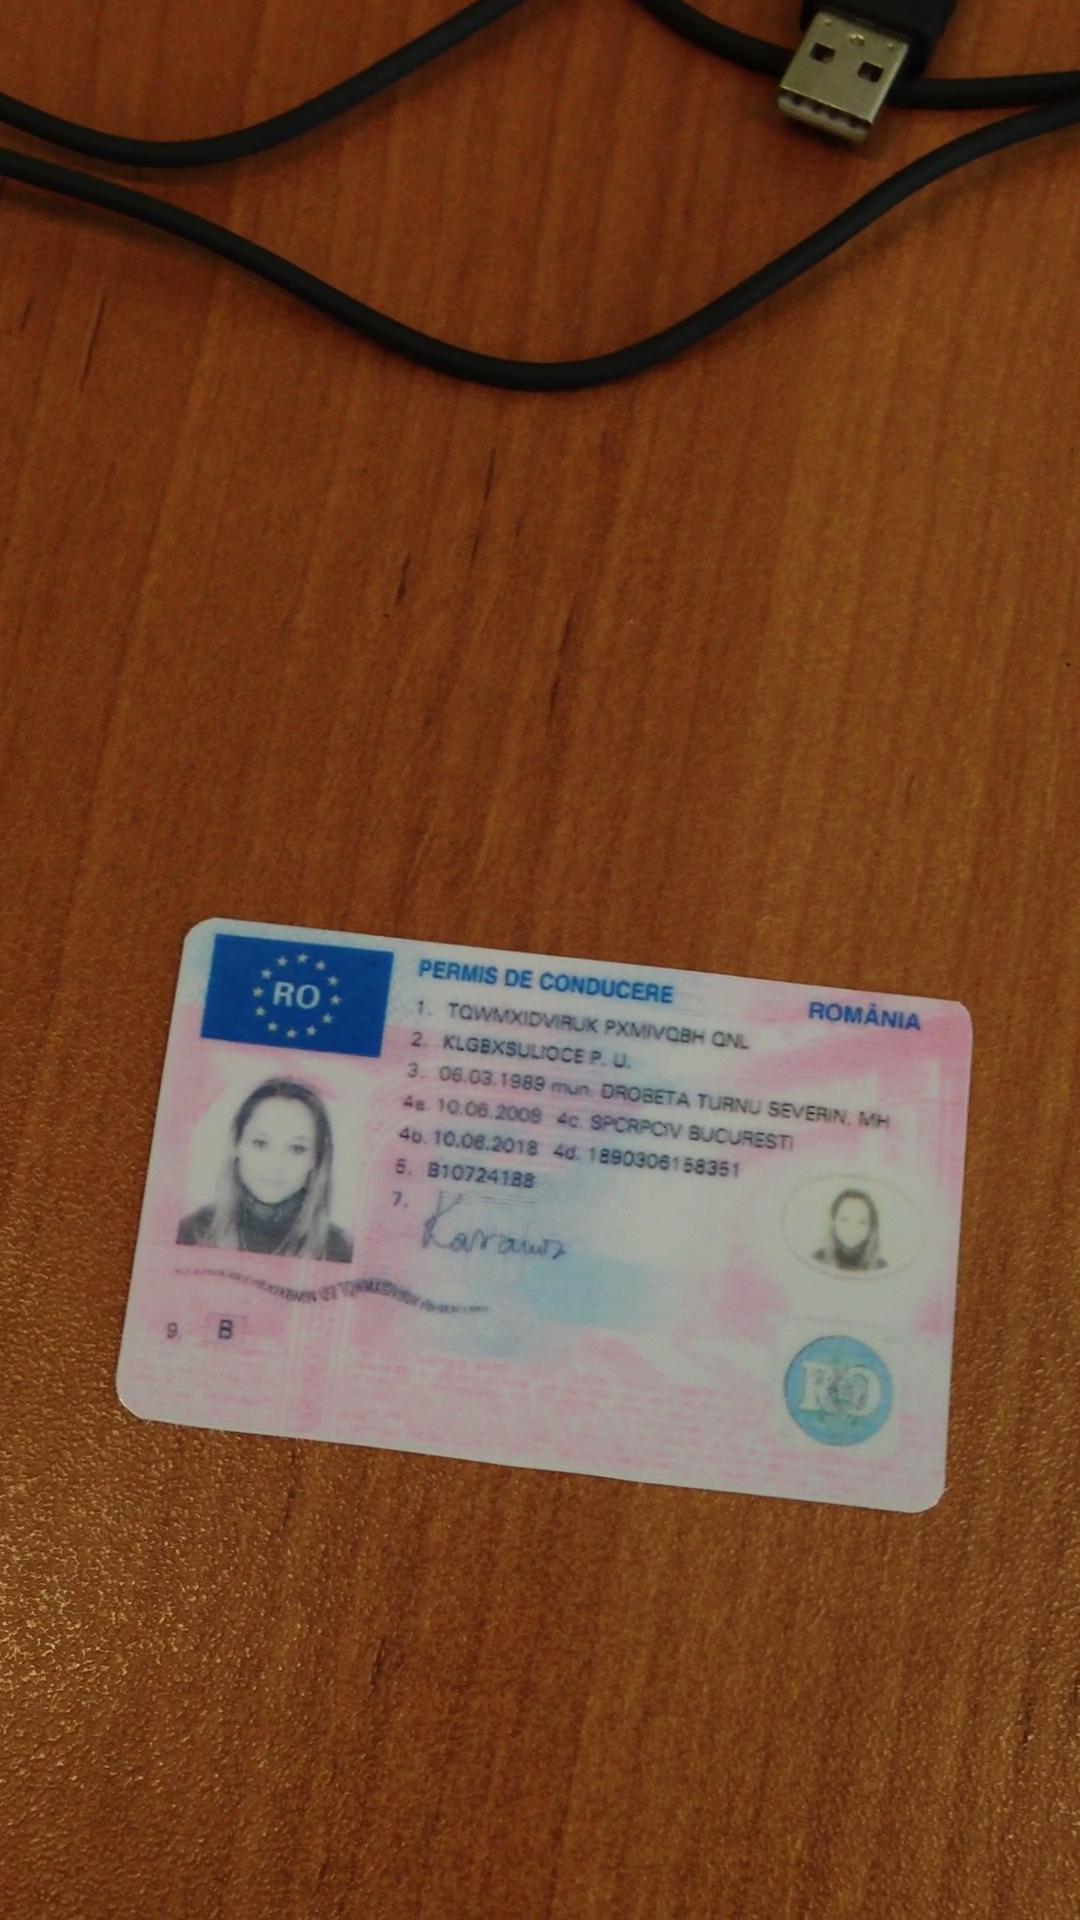 RO
PERMIS DE CONDUCERE ROMÂNIA
1. TQWMXIDVIRUK PXMIVQBH QNL
2. KLGBXSULIOCE P. U.
3. 06.03.1989 mun. DROBETA TURNU SEVERIN, MH
4a. 10.06.2008 4c. SPCRPCIV BUCURESTI
4b. 10.06.2018 4d. 1890306158351
5. B10724188
7.
9. B
RO